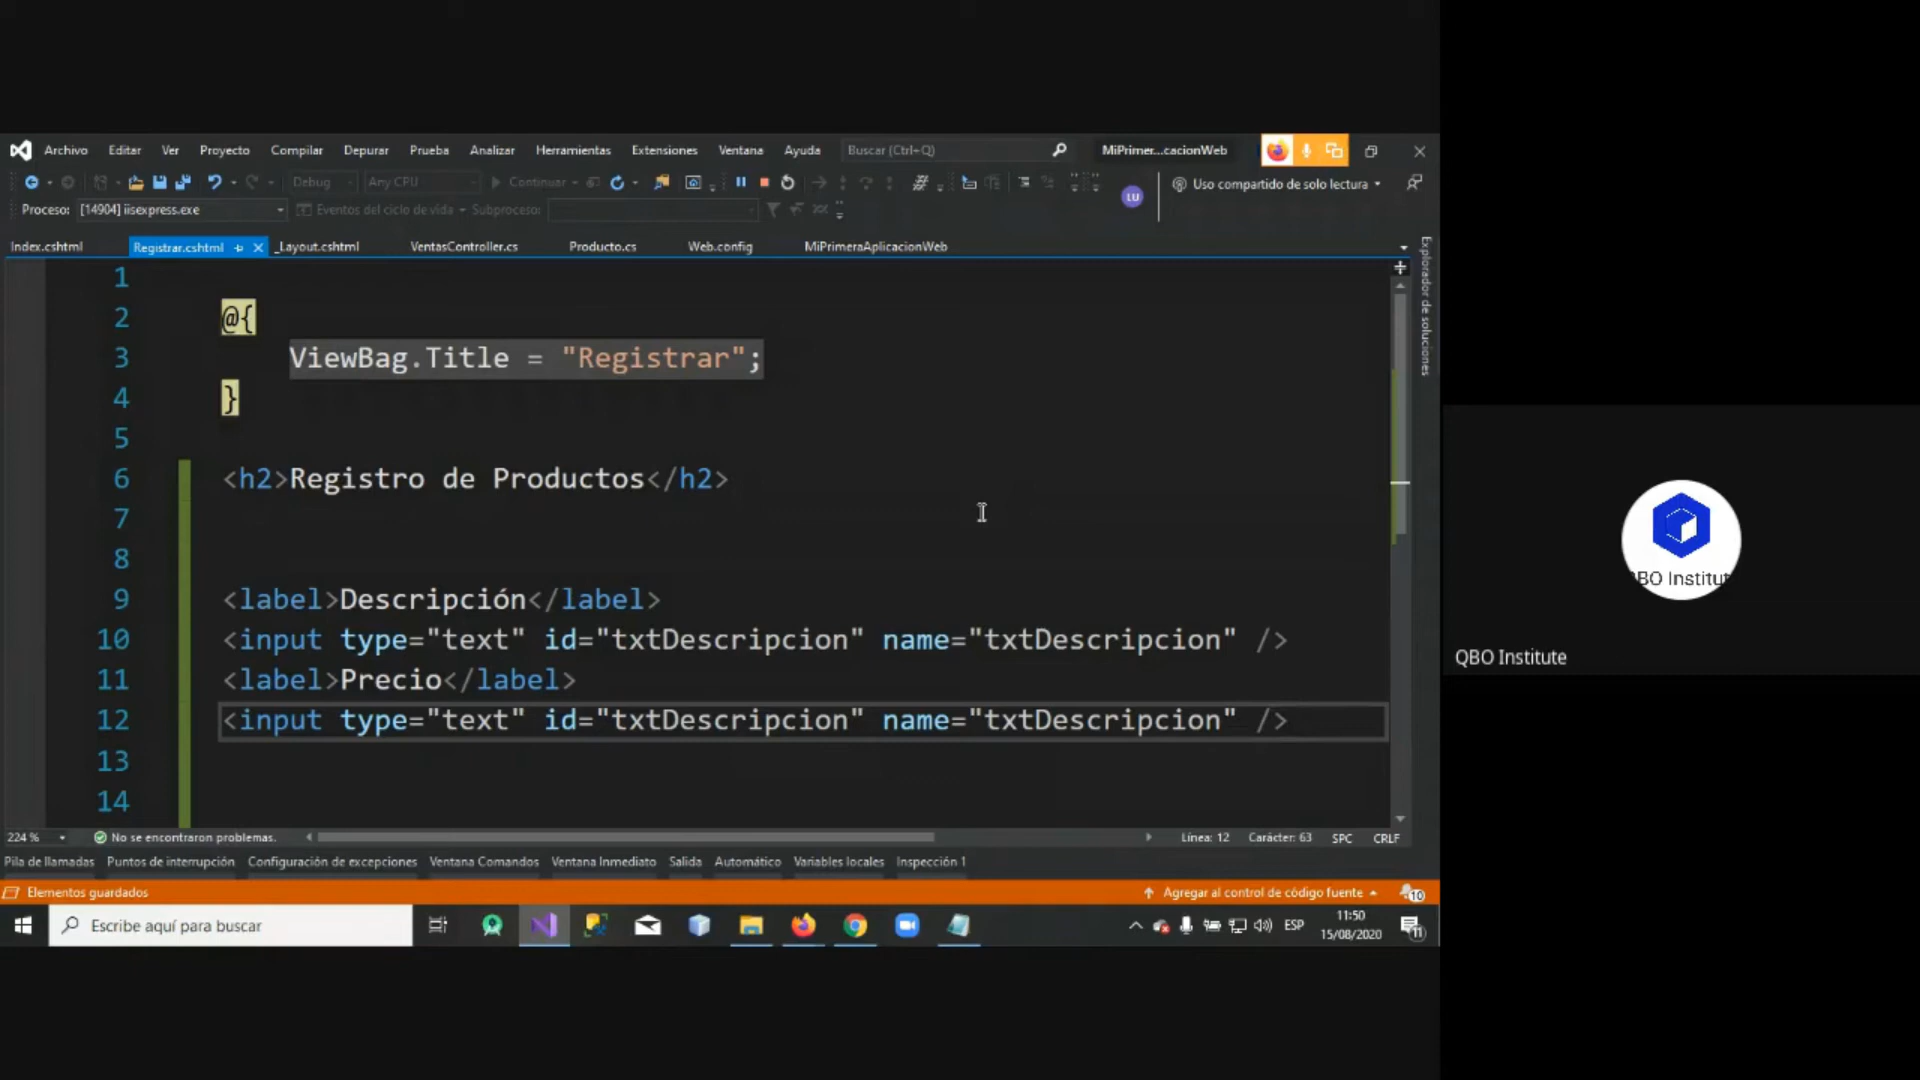 Archivo Editar Ver Proyecto Compilar Depurar Prueba Analizar Herramientas Extensiones Ventana Ayuda Buscar (Ctrl+Q) MiPrimer...cacionWeb
Debug Any CPU Continuar LU Uso compartido de solo lectura
Proceso: [14904] iisexpress.exe Eventos del ciclo de vida Subproceso:
Index.cshtml Registrar.cshtml _Layout.cshtml VentasController.cs Producto.cs Web.config MiPrimeraAplicacionWeb
Explorador de soluciones
1
2 @{
3 ViewBag.Title = "Registrar";
4 }
5
6 <h2>Registro de Productos</h2>
7
8
9 <label>Descripción</label>
10 <input type="text" id="txtDescripcion" name="txtDescripcion" />
11 <label>Precio</label>
12 <input type="text" id="txtDescripcion" name="txtDescripcion" />
13
14
224 % No se encontraron problemas. Línea: 12 Carácter: 63 SPC CRLF
Pila de llamadas Puntos de interrupción Configuración de excepciones Ventana Comandos Ventana Inmediato Salida Automático Variables locales Inspección 1
Elementos guardados Agregar al control de código fuente 10
Escribe aquí para buscar ESP 11:50
15/08/2020 11
QBO Institute